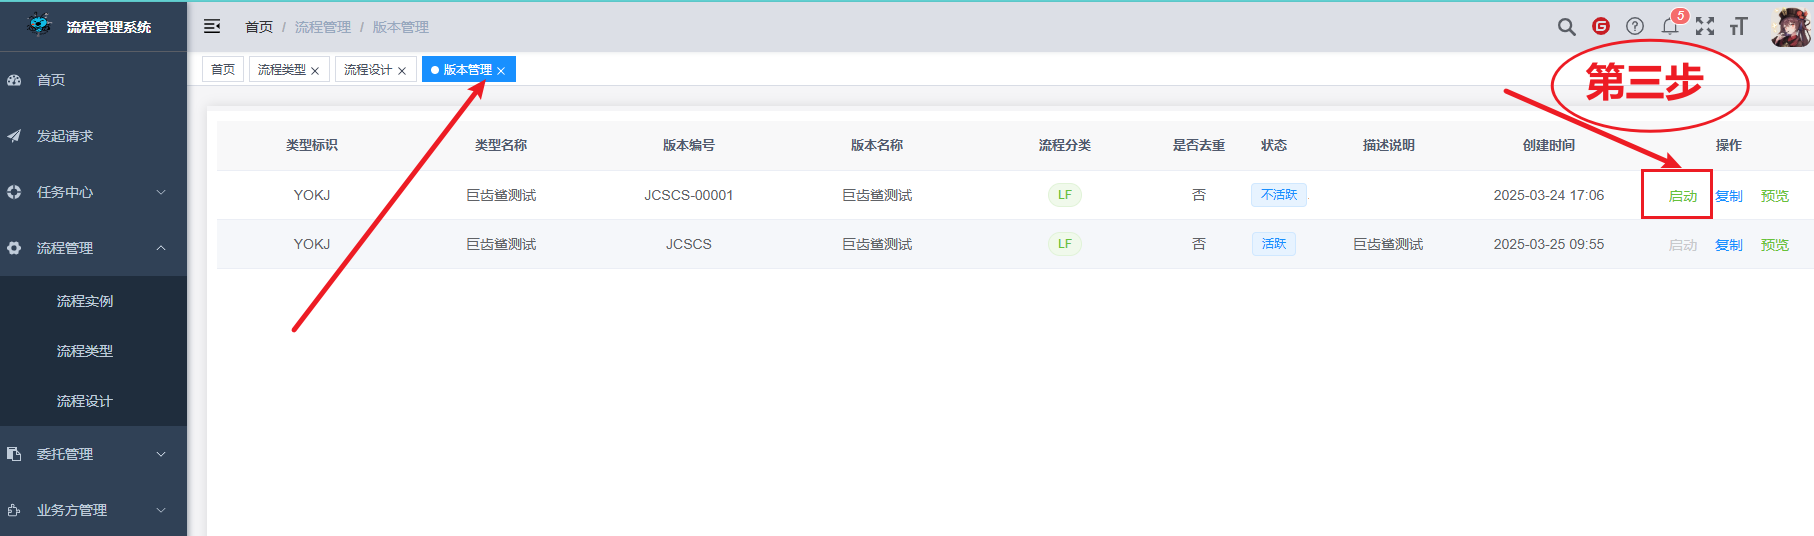 流程管理系统
首页 / 流程管理 / 版本管理
5
首页
流程类型 ×
流程设计 ×
版本管理 ×
第三步
首页
发起请求
任务中心
流程管理
流程实例
流程类型
流程设计
委托管理
业务方管理
类型标识 类型名称 版本编号 版本名称 流程分类 是否去重 状态 描述说明 创建时间 操作
YOKJ 巨齿鲨测试 JCSCS-00001 巨齿鲨测试 LF 否 不活跃 2025-03-24 17:06 启动 复制 预览
YOKJ 巨齿鲨测试 JCSCS 巨齿鲨测试 LF 否 活跃 巨齿鲨测试 2025-03-25 09:55 启动 复制 预览